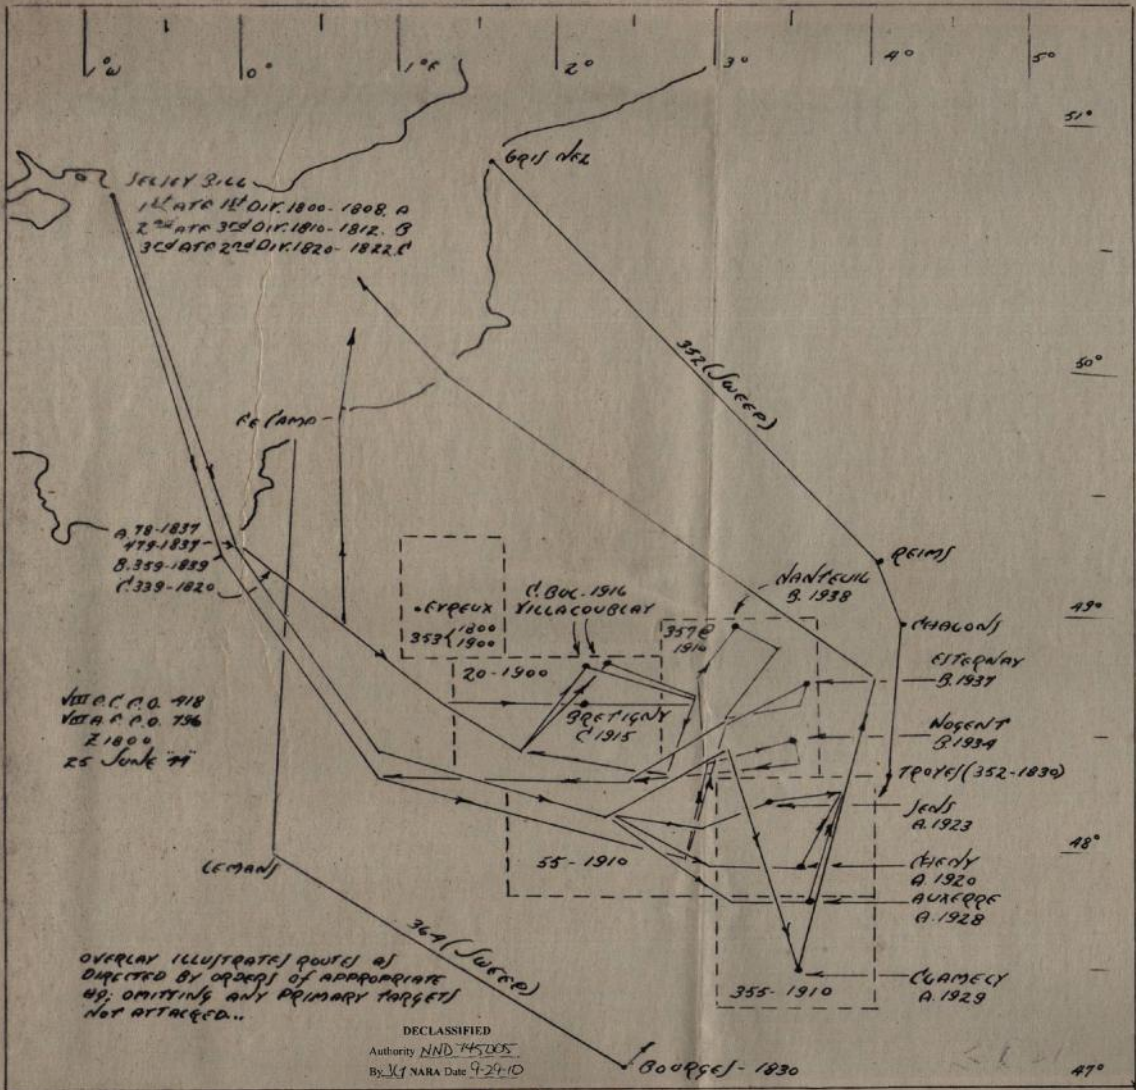 1°W 0° 1°E 2° 3° 4° 5°
51°
GRIS NEZ
SELSEY BILL
1st ATF 1st DIV. 1800-1808. A
2nd ATF 3rd DIV. 1810-1812. B
3rd ATF 2nd DIV. 1820-1822. C
50°
352 (SWEEP)
FECAMP
A. 78-1837
479-1837
B. 359-1839
C. 339-1820
REIMS
NANTEUIL
B. 1938
C. BUC. 1916
VILLACOUBLAY
EVREUX
353 { 1800
1900
357@
1910
49°
CHALONS
ESTERNAY
B. 1937
20-1900
BRETIGNY
C 1915
NOGENT
B. 1934
VIII F.C. F.O. 418
VIII A.F. F.O. 796
Z 1800
25 JUNE 44
TROYES (352-1830)
SENS
A. 1923
48°
55-1910
CHENY
A. 1920
LEMANS
AUXERRE
A. 1928
364 (SWEEP)
CLAMECY
A. 1929
355-1910
OVERLAY ILLUSTRATES ROUTES AS
DIRECTED BY ORDERS OF APPROPRIATE
HQ; OMITTING ANY PRIMARY TARGETS
NOT ATTACKED...
DECLASSIFIED
Authority NND 745005
By NARA Date 9-29-10
BOURGES - 1830
47°